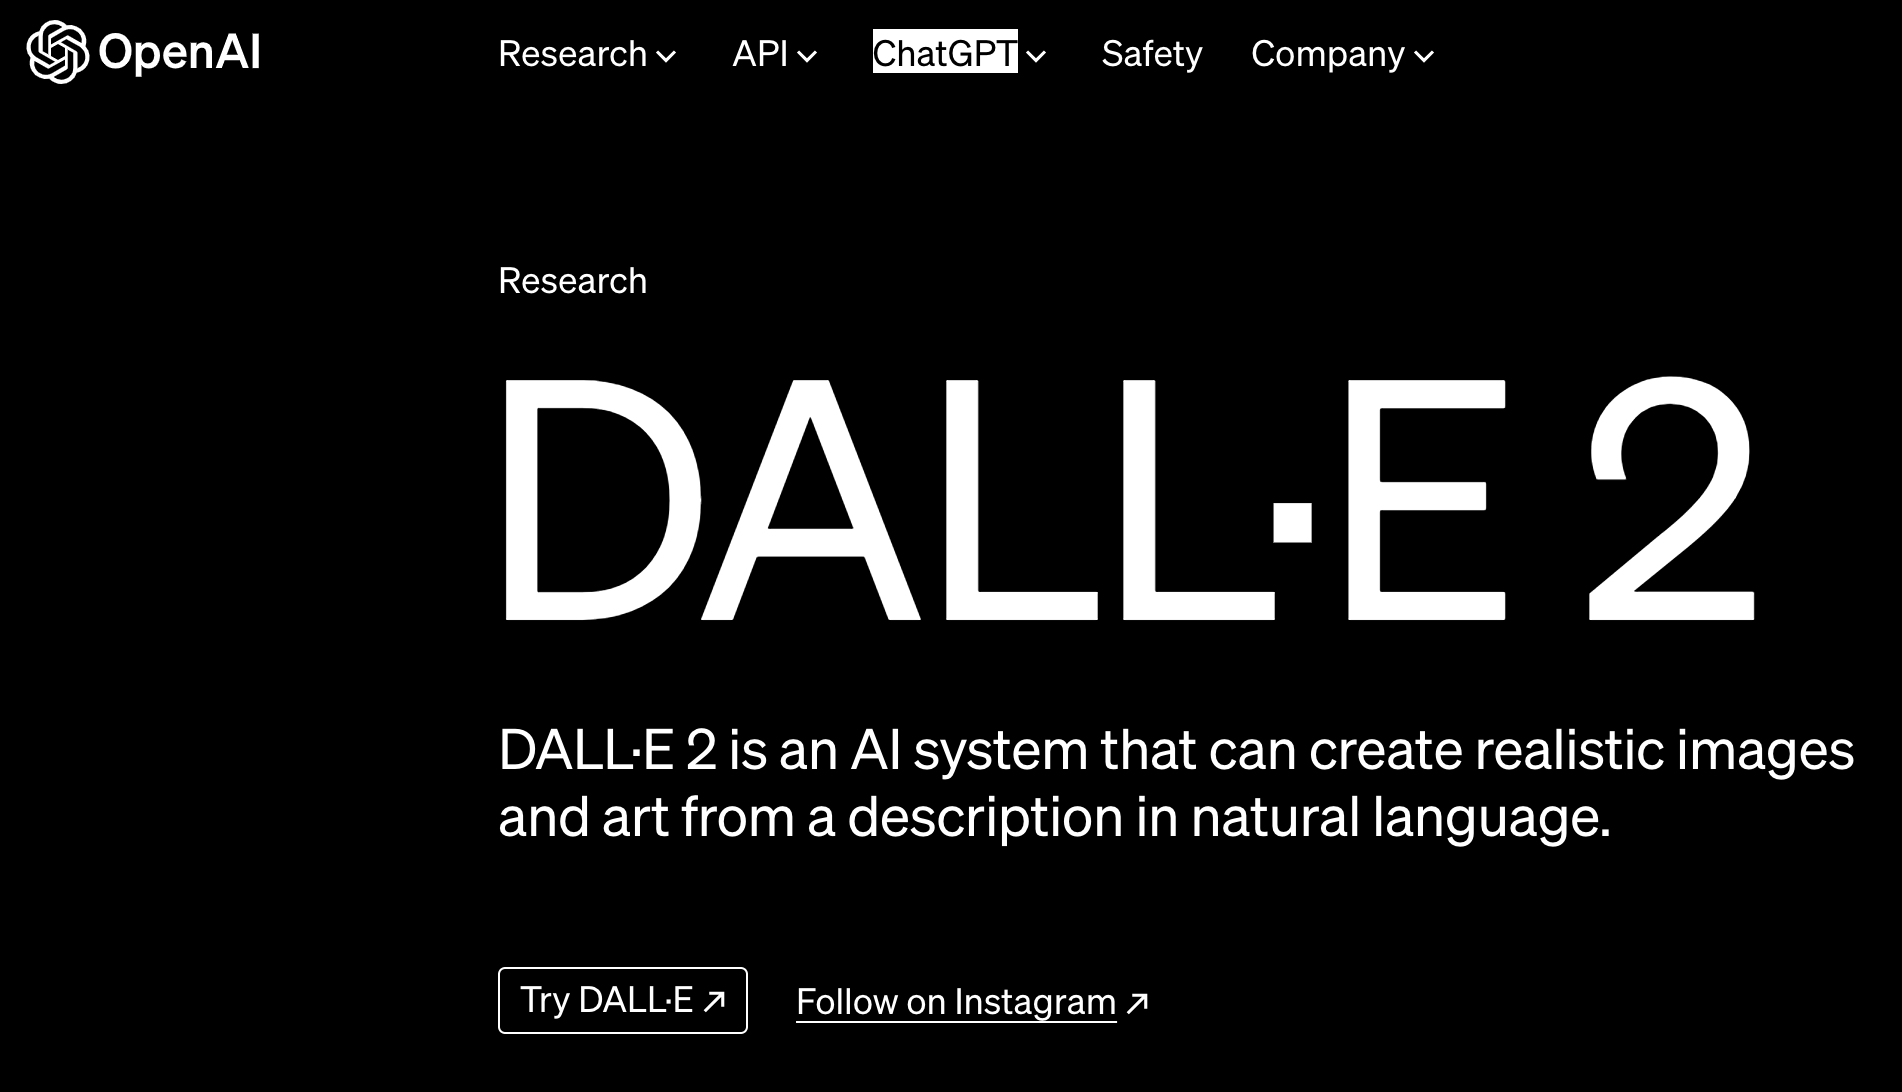 OpenAI
Research
API
ChatGPT
Safety
Company
Research
DALL·E 2
DALL·E 2 is an AI system that can create realistic images
and art from a description in natural language.
Try DALL·E ↗
Follow on Instagram ↗